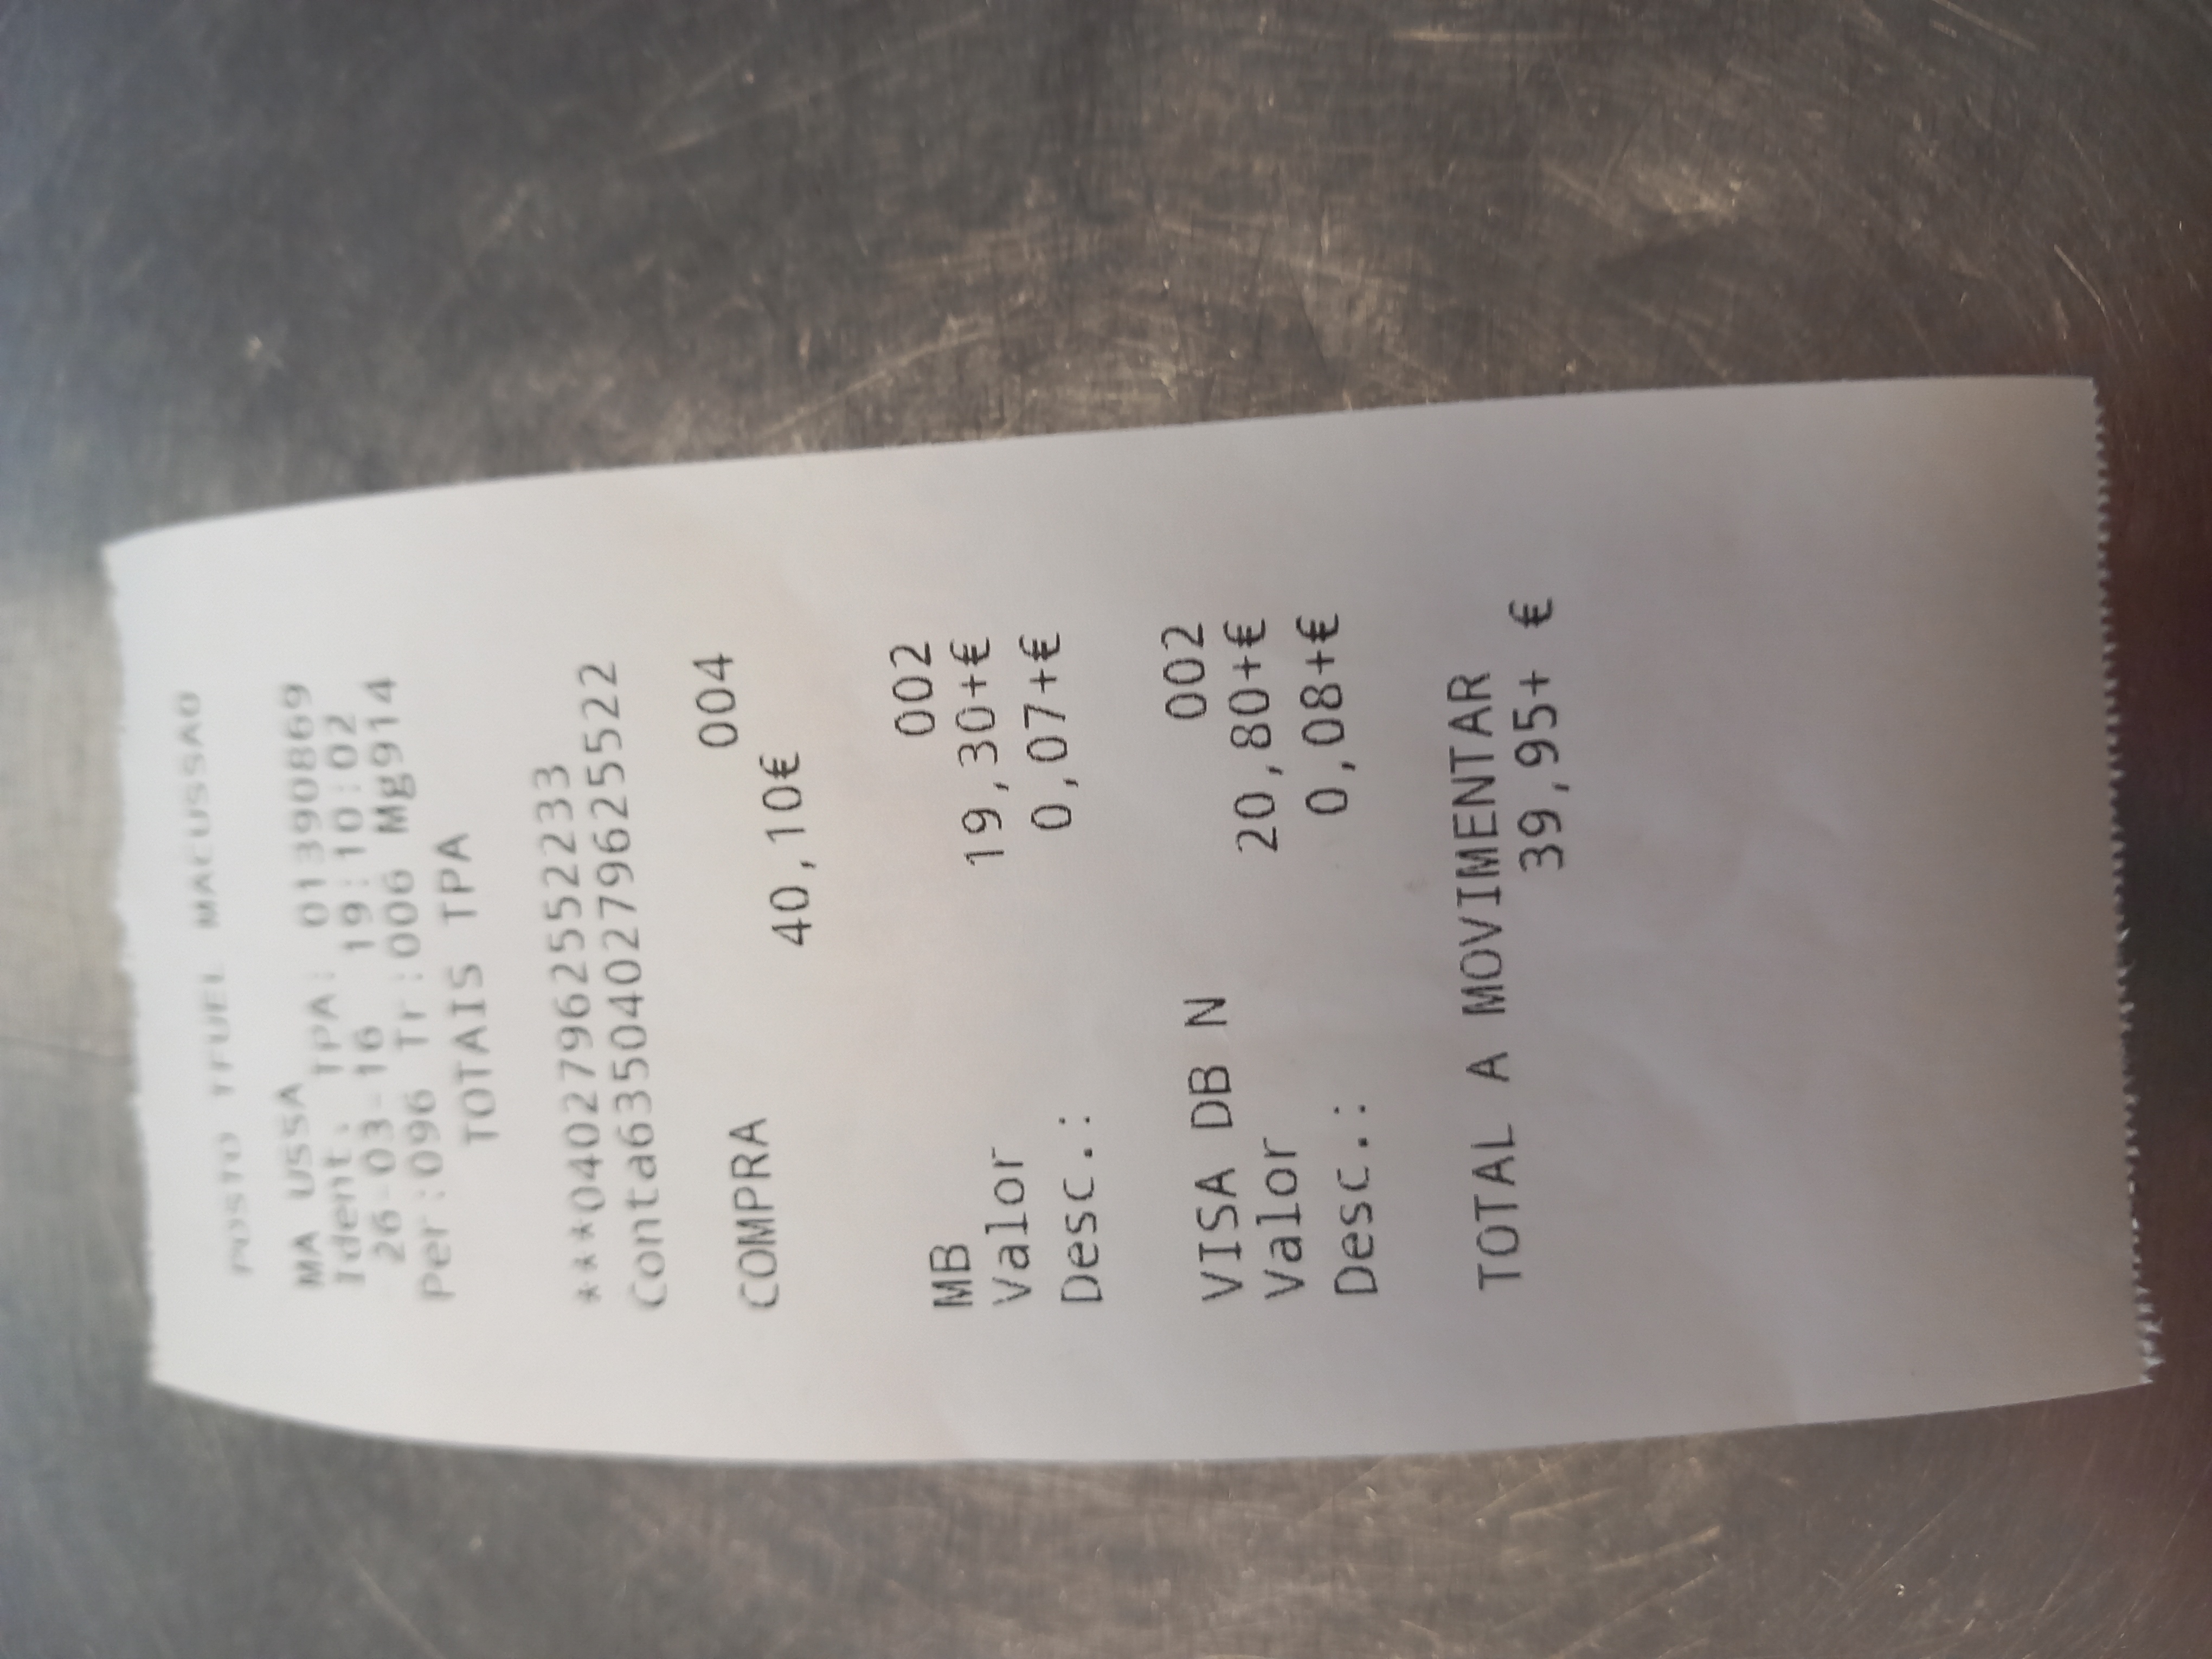 POSTO TFUEL MACUSSAO
MA USSA
Ident. TPA: 01390869
26-03-16 19:10:02
Per:096 Tr:006 Mg914
TOTAIS TPA
***0402796255 2233
Conta6350402796255522
COMPRA 004
40,10€
MB 002
Valor 19,30+€
Desc.: 0,07+€
VISA DB N 002
Valor 20,80+€
Desc.: 0,08+€
TOTAL A MOVIMENTAR
39,95+ €